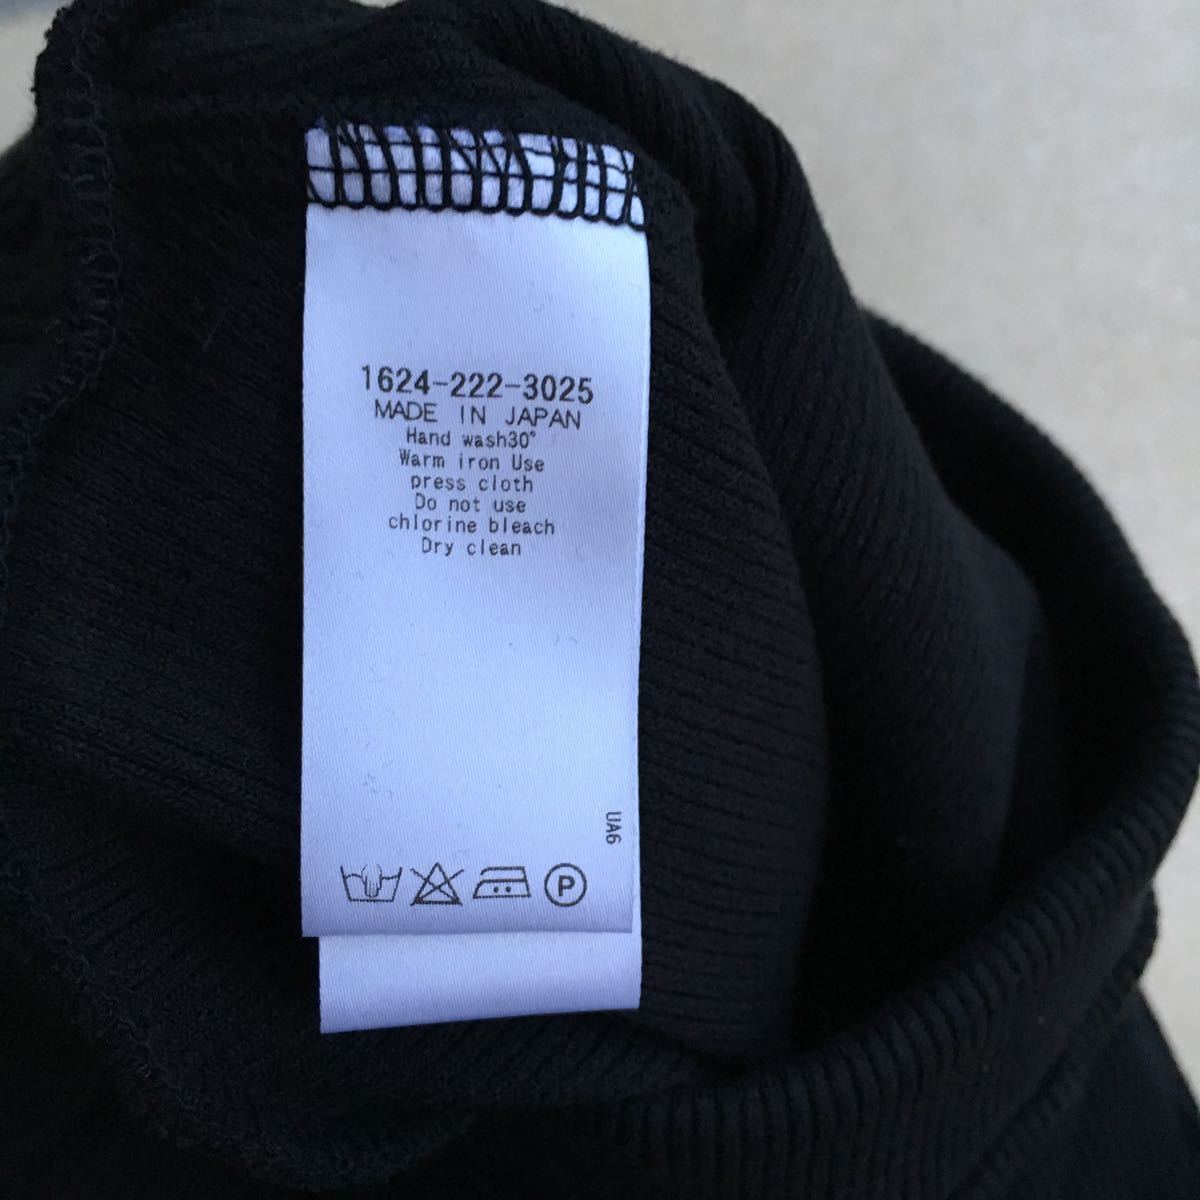 1624-222-3025
MADE IN JAPAN
Hand wash30°
Warm iron Use
press cloth
Do not use
chlorine bleach
Dry clean
UA6
P